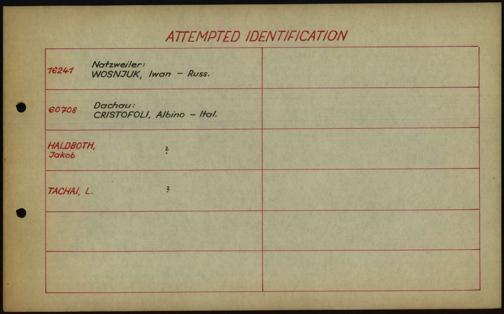 ATTEMPTED IDENTIFICATION
16241 Natzweiler:
WOSNJUK, Iwan – Russ.
60708 Dachau:
CRISTOFOLI, Albino – Ital.
HALDBOTH,
Jakob ?
TACHAI, L. ?